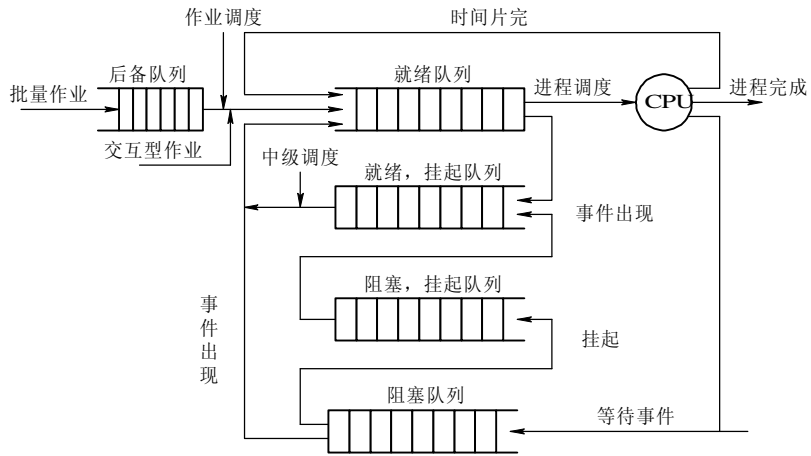 作业调度
时间片完
后备队列
就绪队列
批量作业
进程调度
CPU
进程完成
交互型作业
中级调度
就绪，挂起队列
事件出现
阻塞，挂起队列
事件出现
挂起
阻塞队列
等待事件